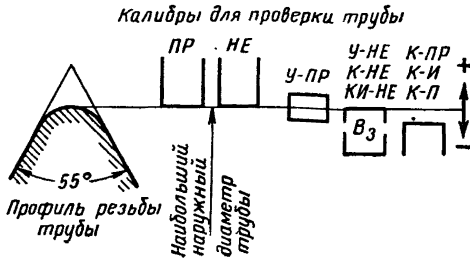 Калибры для проверки трубы
ПР НЕ
У-ПР
У-НЕ К-ПР
К-НЕ К-И
КИ-НЕ К-П
+
В3
−
55°
Профиль резьбы
трубы
Наибольший
наружный
диаметр трубы